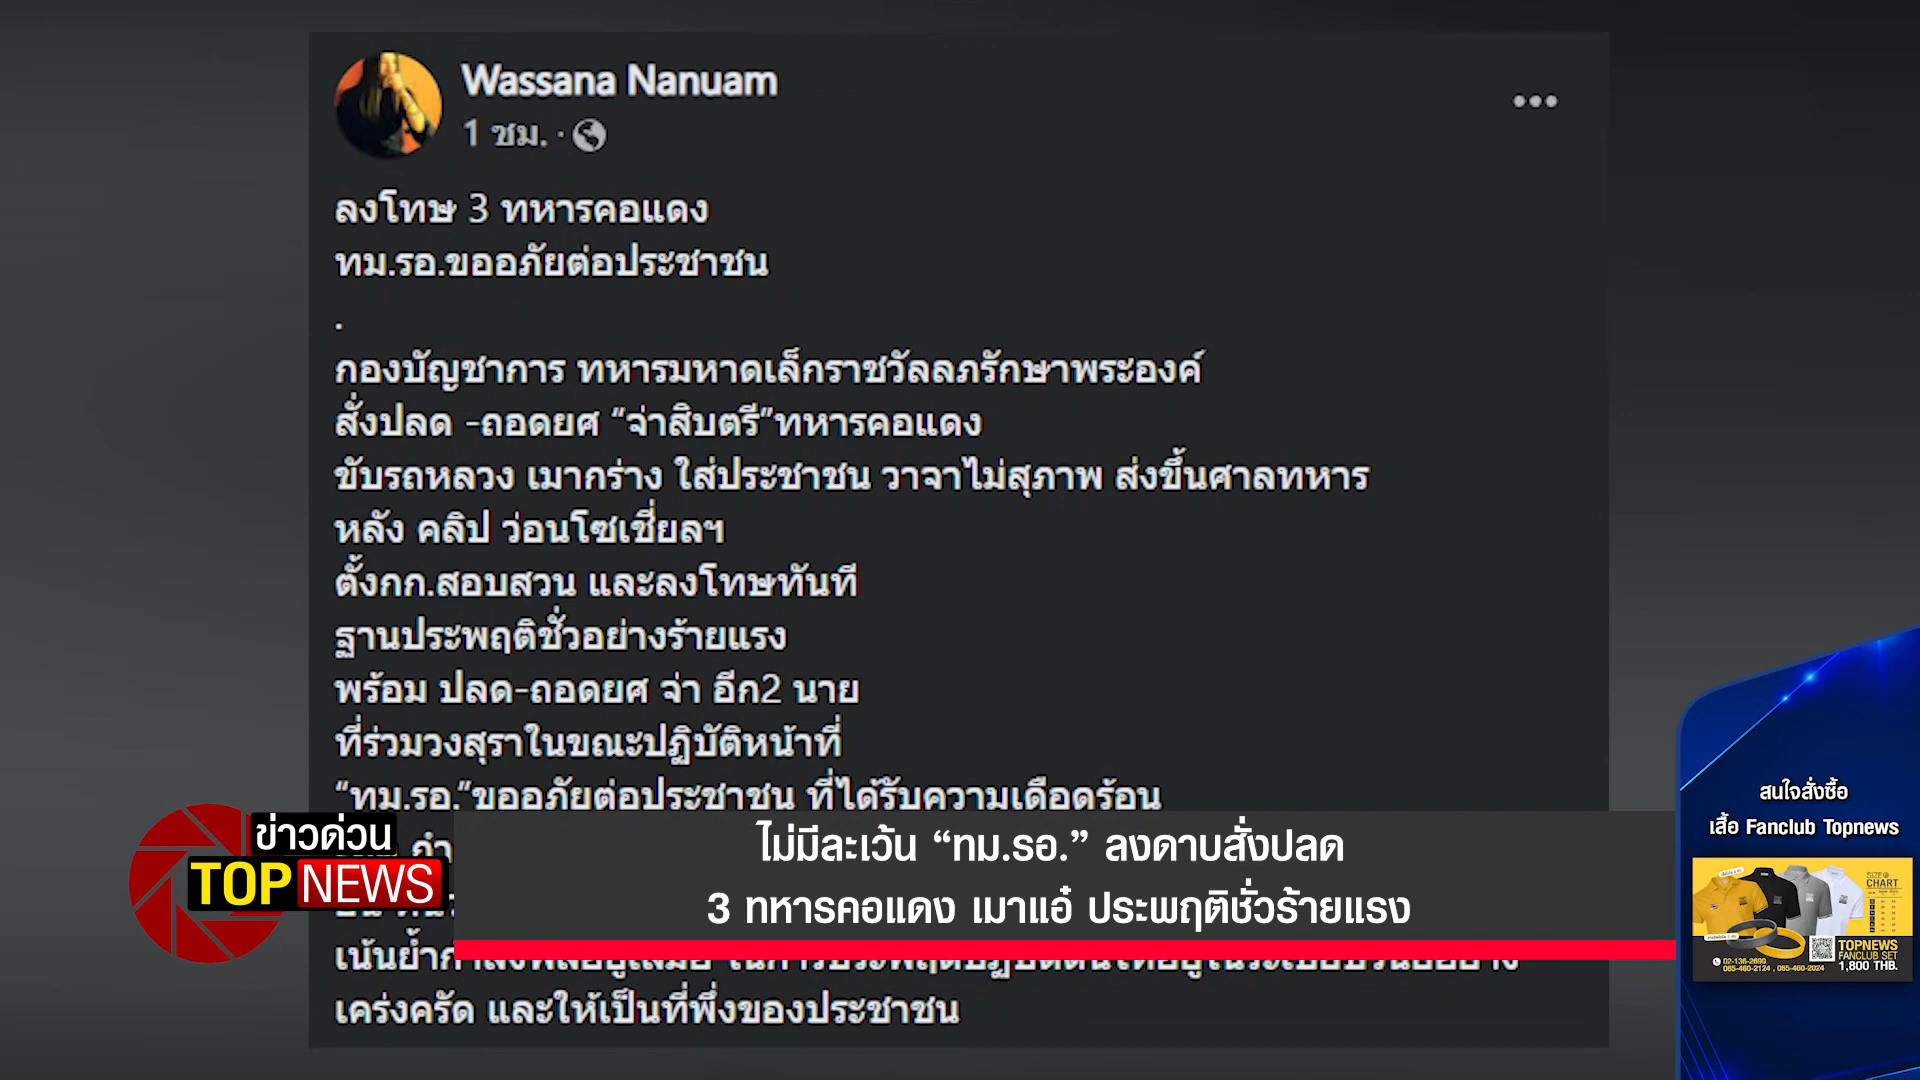 Wassana Nanuam
1 ชม. ·
ลงโทษ 3 ทหารคอแดง
ทม.รอ.ขออภัยต่อประชาชน
.
กองบัญชาการ ทหารมหาดเล็กราชวัลลภรักษาพระองค์
สั่งปลด -ถอดยศ “จ่าสิบตรี”ทหารคอแดง
ขับรถหลวง เมากร่าง ใส่ประชาชน วาจาไม่สุภาพ ส่งขึ้นศาลทหาร
หลัง คลิป ว่อนโซเชี่ยลฯ
ตั้งกก.สอบสวน และลงโทษทันที
ฐานประพฤติชั่วอย่างร้ายแรง
พร้อม ปลด-ถอดยศ จ่า อีก2 นาย
ที่ร่วมวงสุราในขณะปฏิบัติหน้าที่
“ทม.รอ.”ขออภัยต่อประชาชน ที่ได้รับความเดือดร้อน
เน้นย้ำ
เคร่งครัด และให้เป็นที่พึ่งของประชาชน
ข่าวด่วน
TOP NEWS
ไม่มีละเว้น “ทม.รอ.” ลงดาบสั่งปลด
3 ทหารคอแดง เมาแอ๋ ประพฤติชั่วร้ายแรง
สนใจสั่งซื้อ
เสื้อ Fanclub Topnews
SIZE
CHART
TOPNEWS
FANCLUB SET
1,800 THB.
02-136-2690
065-460-2124 , 065-460-2024